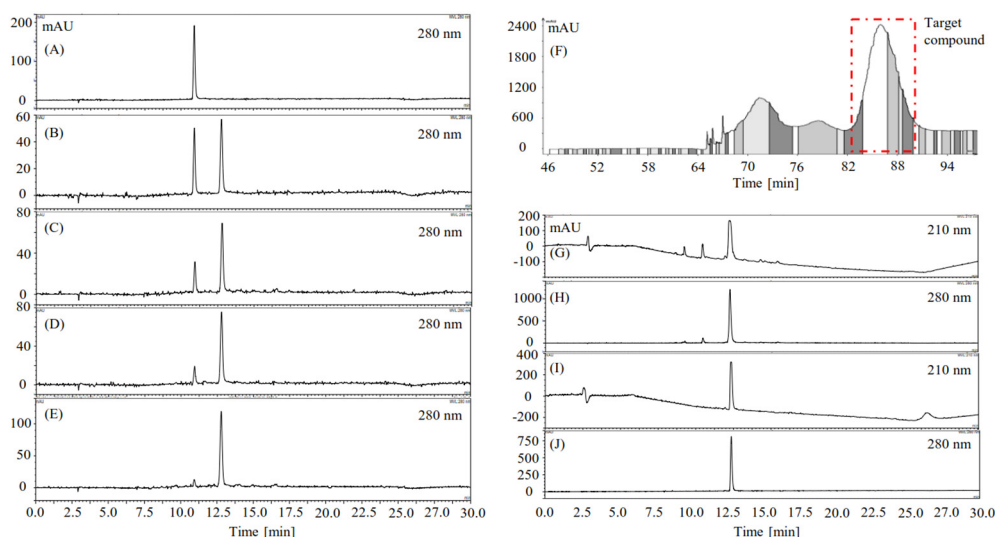 mAU
200
100
0
(A)
280 nm
60
40
20
0
(B)
280 nm
80
40
0
(C)
280 nm
80
40
0
(D)
280 nm
100
50
0
(E)
280 nm
0.0 2.5 5.0 7.5 10.0 12.5 15.0 17.5 20.0 22.5 25.0 27.5 30.0
Time [min]
2400
1800
1200
600
0
mAU
(F)
Target
compound
46 52 58 64 70 76 82 88 94
Time [min]
200
100
0
-100
mAU
(G)
210 nm
1000
500
0
(H)
280 nm
400
200
0
-200
(I)
210 nm
750
500
250
0
(J)
280 nm
0.0 2.5 5.0 7.5 10.0 12.5 15.0 17.5 20.0 22.5 25.0 27.0 30.0
Time [min]